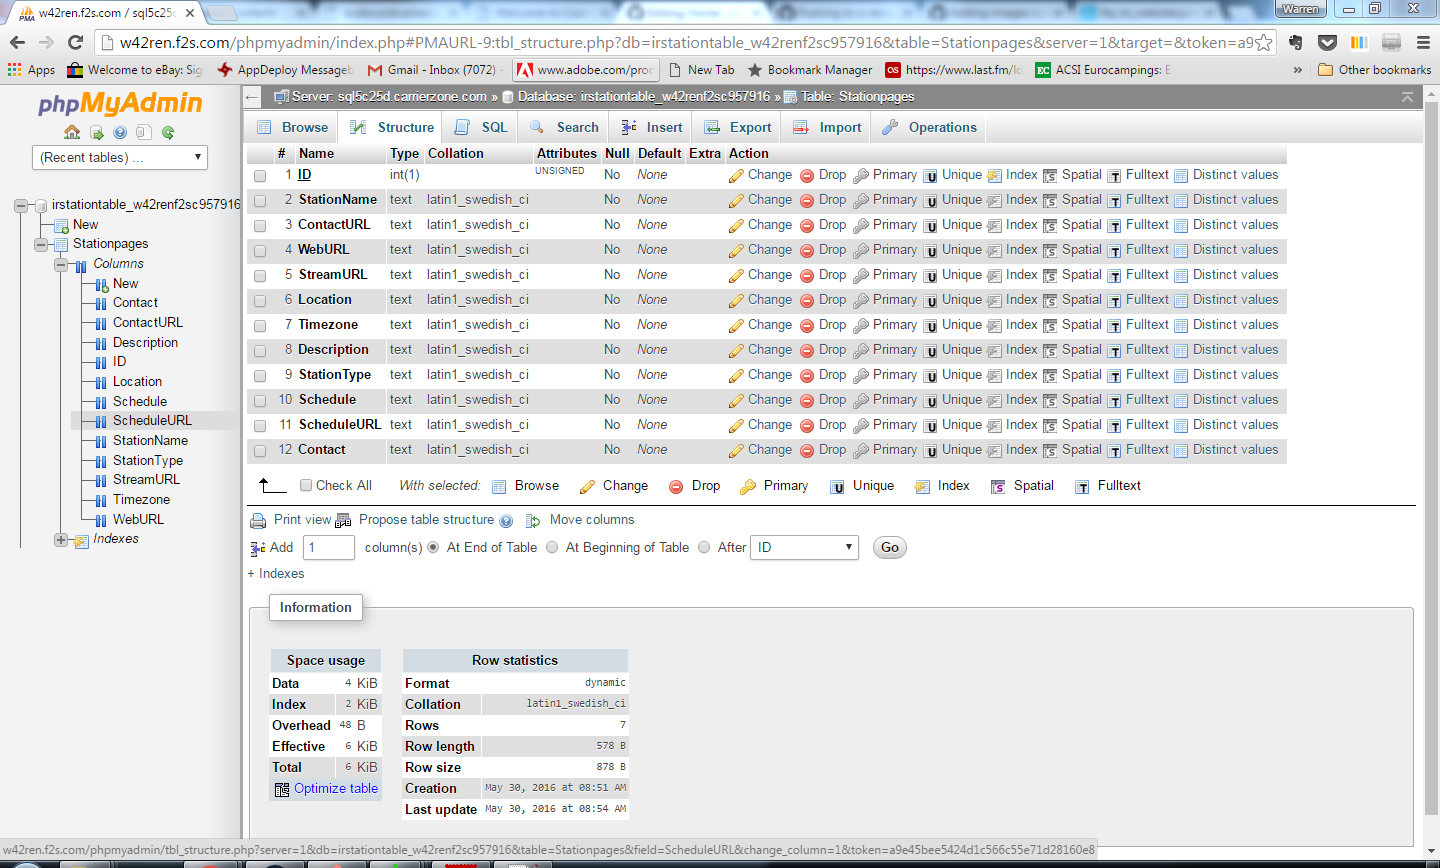 w42ren.f2s.com / sql5c25c
Warren
w42ren.f2s.com/phpmyadmin/index.php#PMAURL-9:tbl_structure.php?db=irstationtable_w42renf2sc957916&table=Stationpages&server=1&target=&token=a9
Apps Welcome to eBay: Sig AppDeploy Messageb Gmail - Inbox (7072) - www.adobe.com/prod New Tab Bookmark Manager https://www.last.fm/lo ACSI Eurocampings: E » Other bookmarks
phpMyAdmin
(Recent tables) ...
irstationtable_w42renf2sc957916
New
Stationpages
Columns
New
Contact
ContactURL
Description
ID
Location
Schedule
ScheduleURL
StationName
StationType
StreamURL
Timezone
WebURL
Indexes
Server: sql5c25d.carrierzone.com » Database: irstationtable_w42renf2sc957916 » Table: Stationpages
Browse Structure SQL Search Insert Export Import Operations
# Name Type Collation Attributes Null Default Extra Action
1 ID int(1) UNSIGNED No None Change Drop Primary Unique Index Spatial Fulltext Distinct values
2 StationName text latin1_swedish_ci No None Change Drop Primary Unique Index Spatial Fulltext Distinct values
3 ContactURL text latin1_swedish_ci No None Change Drop Primary Unique Index Spatial Fulltext Distinct values
4 WebURL text latin1_swedish_ci No None Change Drop Primary Unique Index Spatial Fulltext Distinct values
5 StreamURL text latin1_swedish_ci No None Change Drop Primary Unique Index Spatial Fulltext Distinct values
6 Location text latin1_swedish_ci No None Change Drop Primary Unique Index Spatial Fulltext Distinct values
7 Timezone text latin1_swedish_ci No None Change Drop Primary Unique Index Spatial Fulltext Distinct values
8 Description text latin1_swedish_ci No None Change Drop Primary Unique Index Spatial Fulltext Distinct values
9 StationType text latin1_swedish_ci No None Change Drop Primary Unique Index Spatial Fulltext Distinct values
10 Schedule text latin1_swedish_ci No None Change Drop Primary Unique Index Spatial Fulltext Distinct values
11 ScheduleURL text latin1_swedish_ci No None Change Drop Primary Unique Index Spatial Fulltext Distinct values
12 Contact text latin1_swedish_ci No None Change Drop Primary Unique Index Spatial Fulltext Distinct values
Check All With selected: Browse Change Drop Primary Unique Index Spatial Fulltext
Print view Propose table structure Move columns
Add 1 column(s) At End of Table At Beginning of Table After ID Go
+ Indexes
Information
Space usage
Data 4 KiB
Index 2 KiB
Overhead 48 B
Effective 6 KiB
Total 6 KiB
Optimize table
Row statistics
Format dynamic
Collation latin1_swedish_ci
Rows 7
Row length 578 B
Row size 878 B
Creation May 30, 2016 at 08:51 AM
Last update May 30, 2016 at 08:54 AM
w42ren.f2s.com/phpmyadmin/tbl_structure.php?server=1&db=irstationtable_w42renf2sc957916&table=Stationpages&field=ScheduleURL&change_column=1&token=a9e45bee5424d1c566c55e71d28160e8